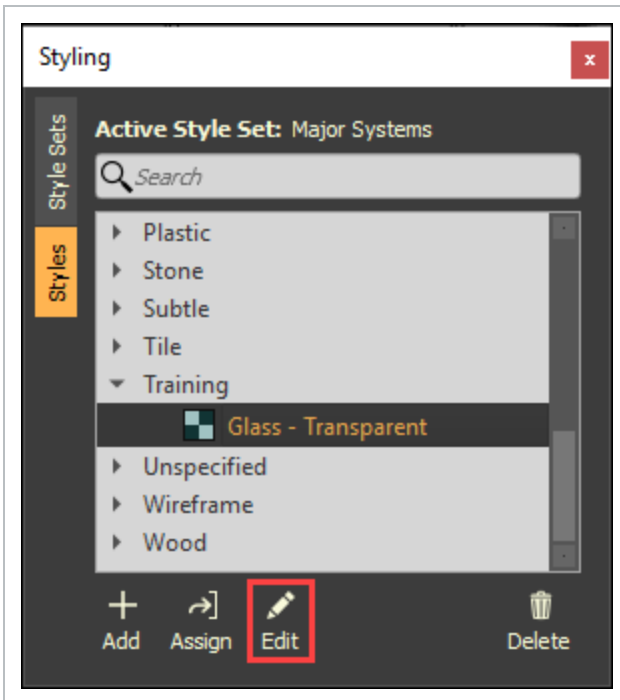 Styling
x
Style Sets
Styles
Active Style Set: Major Systems
Search
Plastic
Stone
Subtle
Tile
Training
Glass - Transparent
Unspecified
Wireframe
Wood
Add Assign Edit Delete